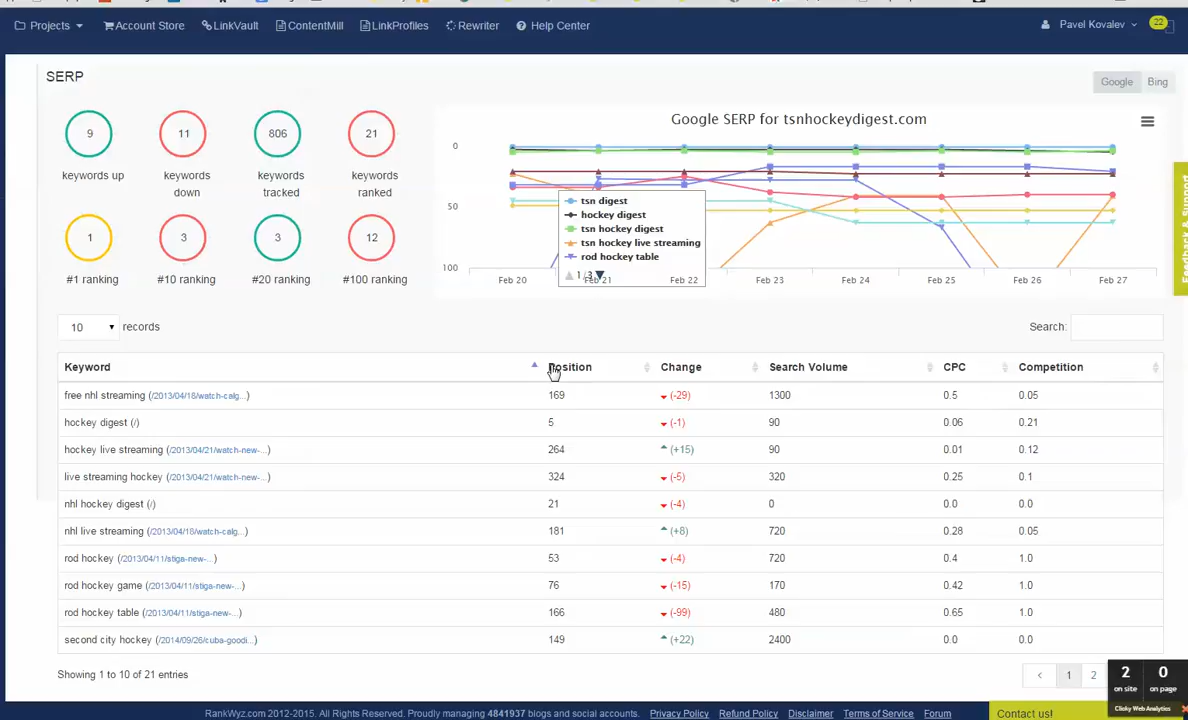 Projects Account Store LinkVault ContentMill LinkProfiles Rewriter Help Center Pavel Kovalev 22
SERP
Google Bing
9 11 806 21
keywords up keywords down keywords tracked keywords ranked
1 3 3 12
#1 ranking #10 ranking #20 ranking #100 ranking
Google SERP for tsnhockeydigest.com
0
50
100
tsn digest
hockey digest
tsn hockey digest
tsn hockey live streaming
rod hockey table
1/3
Feb 20 Feb 21 Feb 22 Feb 23 Feb 24 Feb 25 Feb 26 Feb 27
Feedback & Support
10 records Search:
Keyword Position Change Search Volume CPC Competition
free nhl streaming (/2013/04/16/watch-calg...) 169 (-29) 1300 0.5 0.05
hockey digest (/) 5 (-1) 90 0.06 0.21
hockey live streaming (/2013/04/21/watch-new-...) 264 (+15) 90 0.01 0.12
live streaming hockey (/2013/04/21/watch-new-...) 324 (-5) 320 0.25 0.1
nhl hockey digest (/) 21 (-4) 0 0.0 0.0
nhl live streaming (/2013/04/16/watch-calg...) 181 (+8) 720 0.28 0.05
rod hockey (/2013/04/11/stiga-new-...) 53 (-4) 720 0.4 1.0
rod hockey game (/2013/04/11/stiga-new-...) 76 (-15) 170 0.42 1.0
rod hockey table (/2013/04/11/stiga-new-...) 166 (-99) 480 0.65 1.0
second city hockey (/2014/09/26/cuba-goodi...) 149 (+22) 2400 0.0 0.0
Showing 1 to 10 of 21 entries < 1 2
2 on site 0 on page
Clicky Web Analytics
RankWyz.com 2012-2015. All Rights Reserved. Proudly managing 4841937 blogs and social accounts. Privacy Policy Refund Policy Disclaimer Terms of Service Forum Contact us!